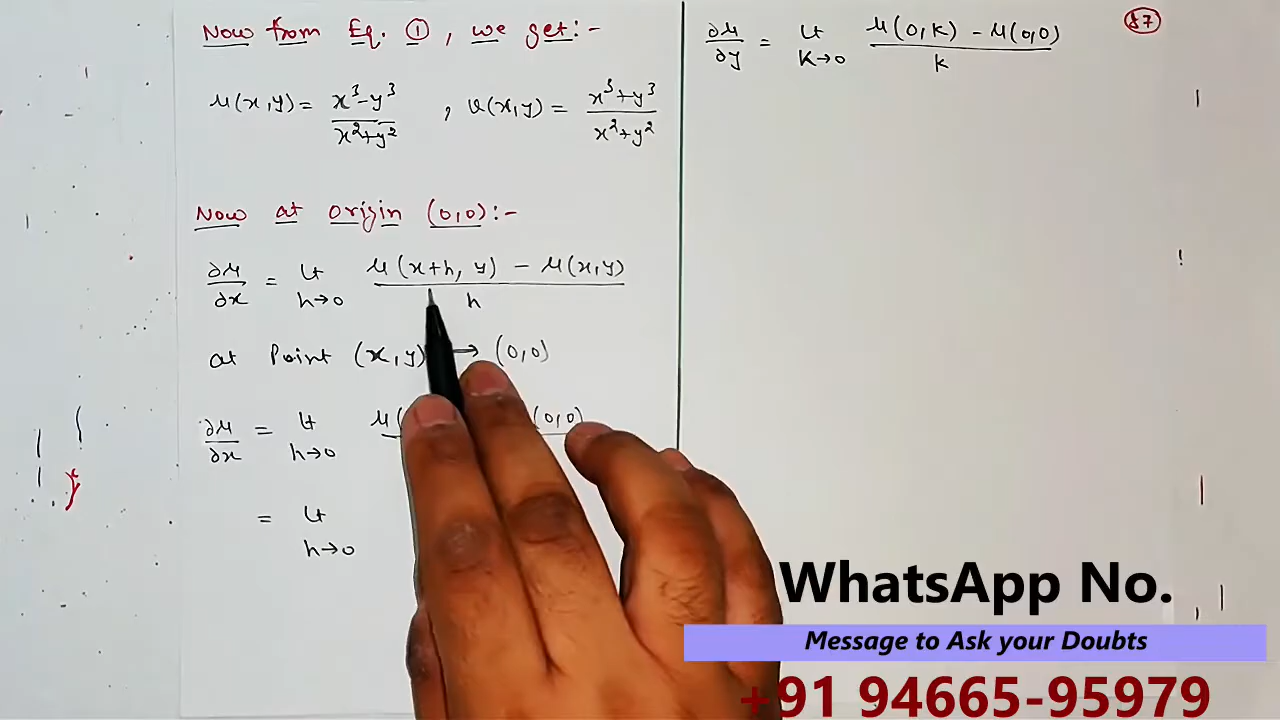 Now from Eq. ①, we get:-
u(x,y) = x³-y³ / x²+y² , v(x,y) = x³+y³ / x²+y²
Now at origin (0,0):-
∂u/∂x = Lt h→0 u(x+h, y) - u(x,y) / h
at Point (x,y) → (0,0)
∂u/∂x = Lt h→0 u( (0,0)
= Lt h→0
∂u/∂y = Lt k→0 u(0,k) - u(0,0) / k
87
WhatsApp No.
Message to Ask your Doubts
+91 94665-95979